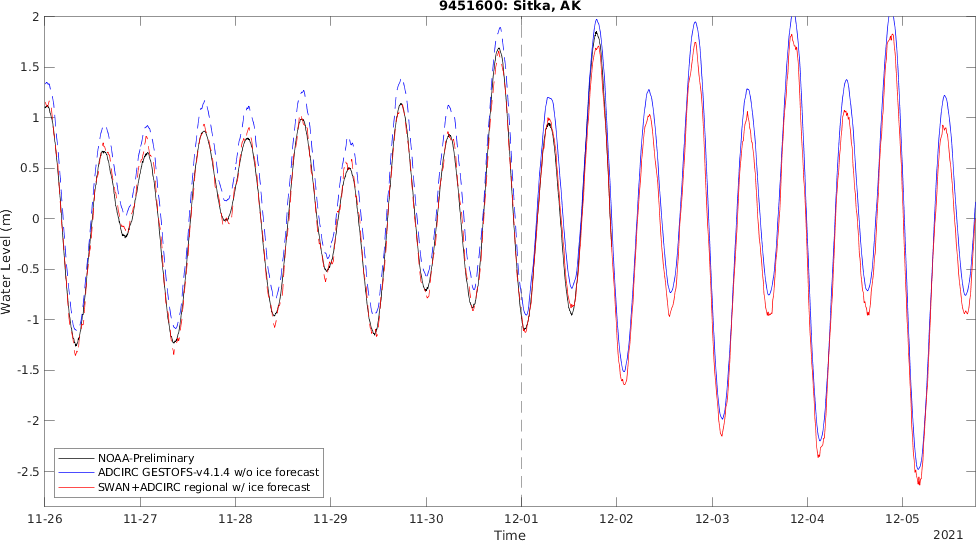 9451600: Sitka, AK
2
1.5
1
0.5
0
-0.5
-1
-1.5
-2
-2.5
Water Level (m)
NOAA-Preliminary
ADCIRC GESTOFS-v4.1.4 w/o ice forecast
SWAN+ADCIRC regional w/ ice forecast
11-26 11-27 11-28 11-29 11-30 12-01 12-02 12-03 12-04 12-05
Time
2021